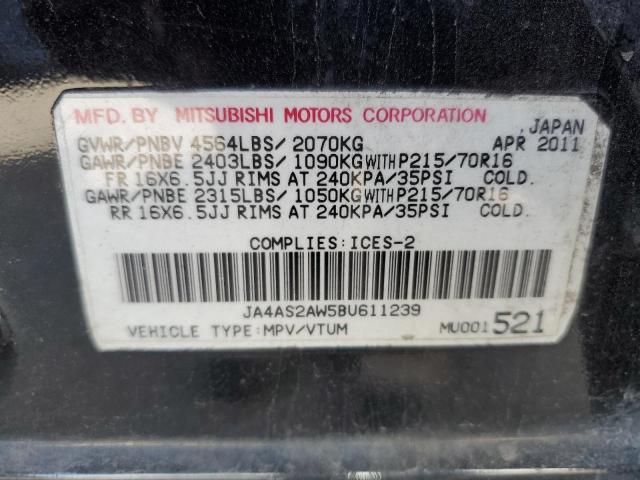 MFD.BY MITSUBISHI MOTORS CORPORATION
,JAPAN
GVWR/PNBV 4564LBS/ 2070KG APR 2011
GAWR/PNBE 2403LBS/ 1090KG WITH P215/70R16
FR 16X6.5JJ RIMS AT 240KPA/35PSI COLD.
GAWR/PNBE 2315LBS/ 1050KG WITH P215/70R16
RR 16X6.5JJ RIMS AT 240KPA/35PSI COLD.
COMPLIES:ICES-2
JA4AS2AW5BU611239
VEHICLE TYPE:MPV/VTUM MU001521